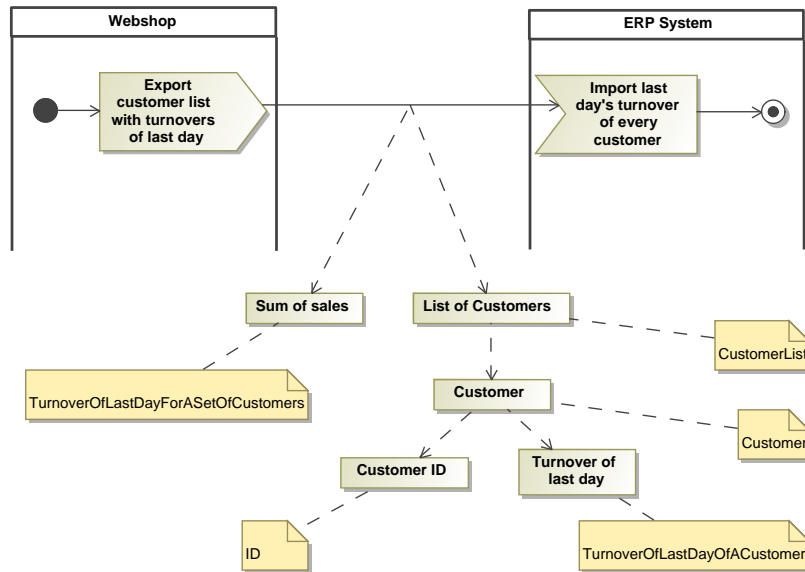 Webshop
ERP System
Export
customer list
with turnovers
of last day
Import last
day's turnover
of every
customer
Sum of sales
List of Customers
CustomerList
TurnoverOfLastDayForASetOfCustomers
Customer
Customer
Customer ID
Turnover of
last day
ID
TurnoverOfLastDayOfACustomer